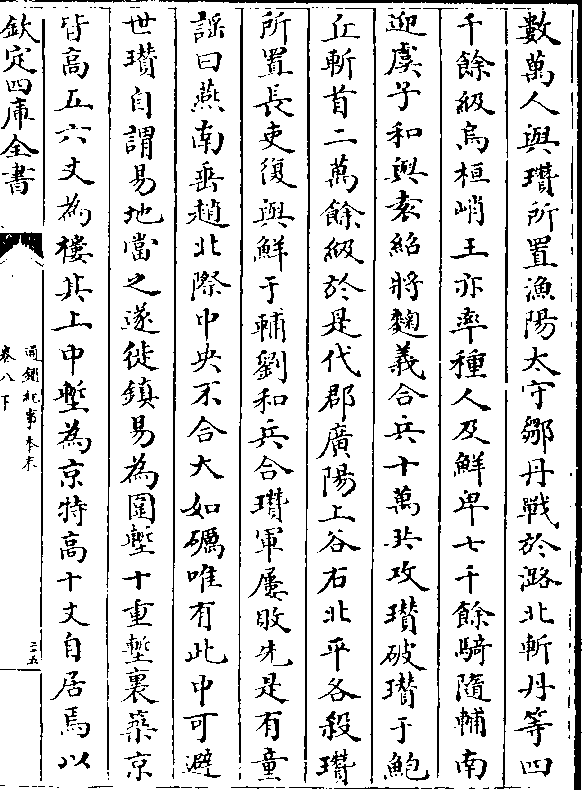 數萬人與瓚所置漁陽太守鄒丹戰於潞北斬丹等四
千餘級烏桓峭王亦率種人及鮮卑七千餘騎隨輔南
迎虞子和與袁紹將麴義合兵十萬共攻瓚破瓚于鮑
丘斬首二萬餘級於是代郡廣陽上谷右北平各殺瓚
所置長吏復與鮮于輔劉和兵合瓚軍屢敗先是有童
謡曰燕南垂趙北際中央不合大如礪唯有此中可避
世瓚自謂易地當之遂徙鎮易為圍塹十重塹裏築京
皆高五六丈為樓其上中塹為京特高十丈自居焉以
欽定四庫全書
通鑑紀事本末
卷八下
二五